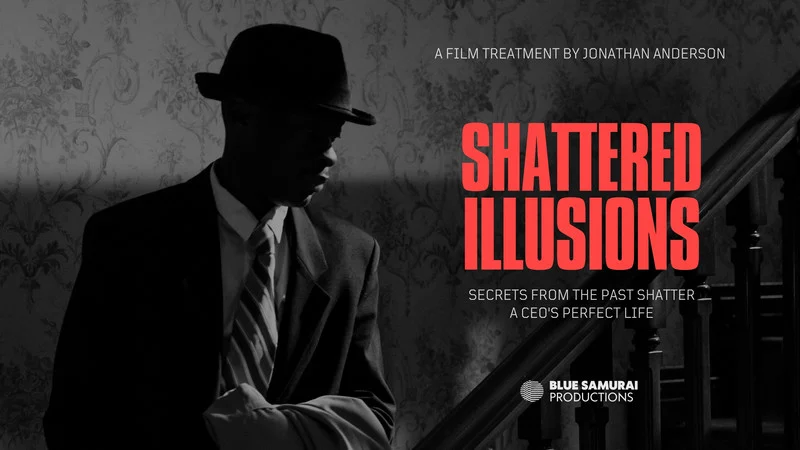 A FILM TREATMENT BY JONATHAN ANDERSON
SHATTERED
ILLUSIONS
SECRETS FROM THE PAST SHATTER
A CEO'S PERFECT LIFE
BLUE SAMURAI
PRODUCTIONS